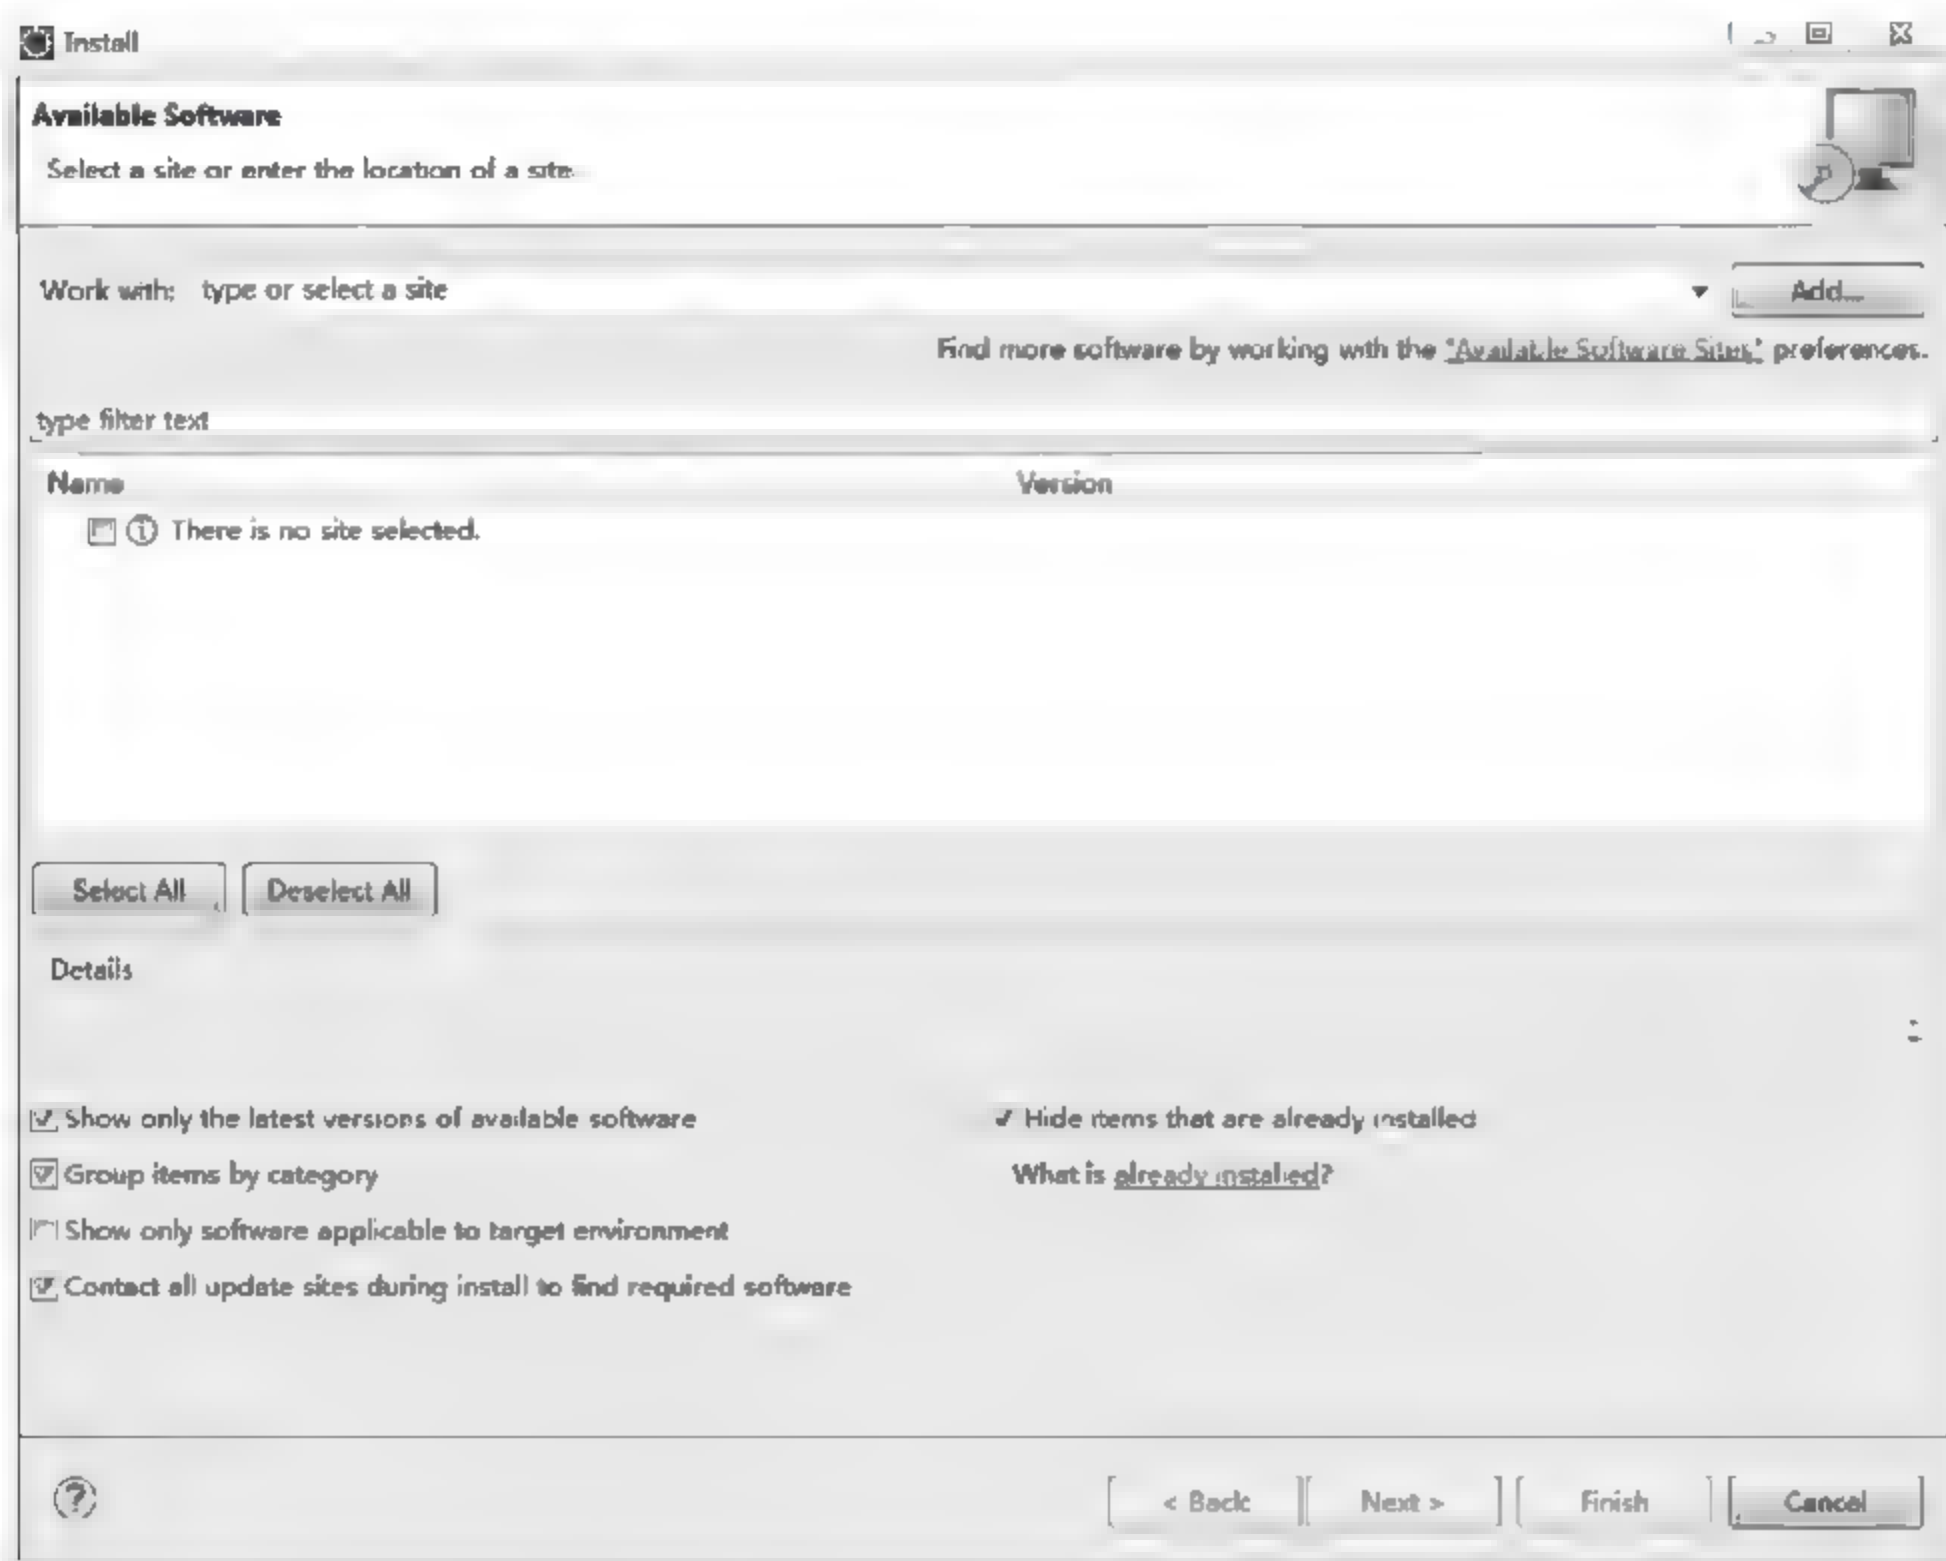 Install
Available Software
Select a site or enter the location of a site.
Work with: type or select a site Add...
Find more software by working with the "Available Software Sites" preferences.
type filter text
Name Version
There is no site selected.
Select All Deselect All
Details
Show only the latest versions of available software Hide items that are already installed
Group items by category What is already installed?
Show only software applicable to target environment
Contact all update sites during install to find required software
< Back Next > Finish Cancel